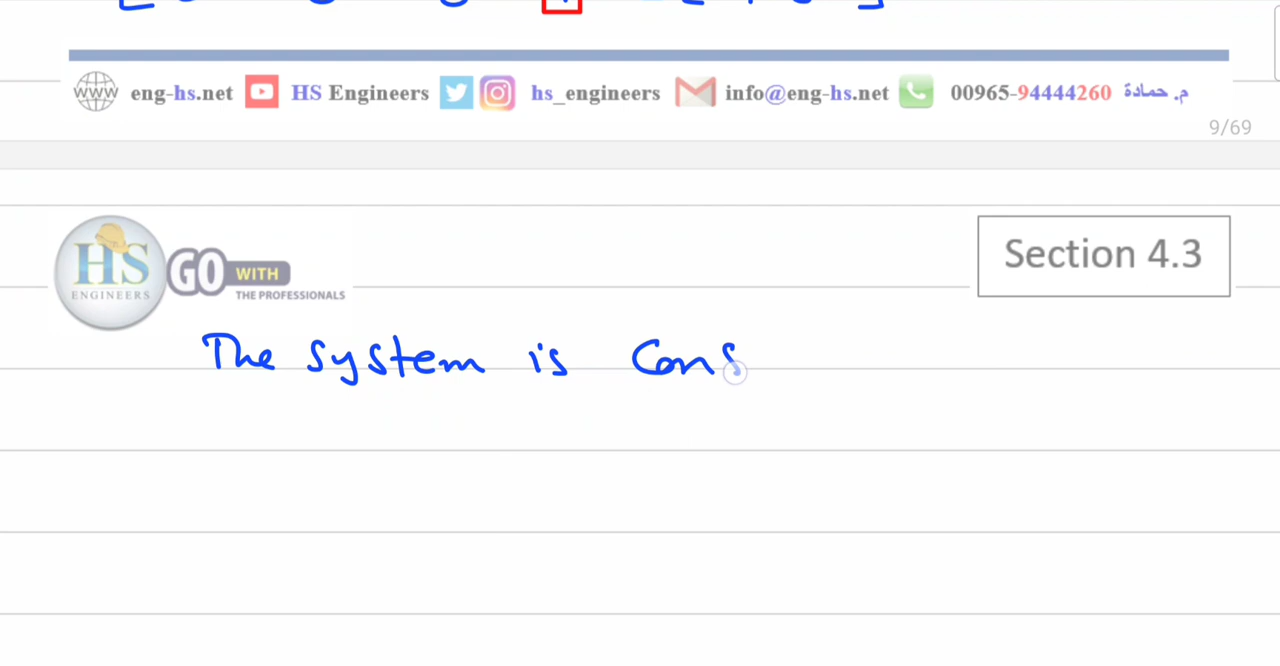 www eng-hs.net HS Engineers hs_engineers info@eng-hs.net 00965-94444260 م. حمادة
9/69
HS ENGINEERS GO WITH THE PROFESSIONALS
Section 4.3
The system is Cons